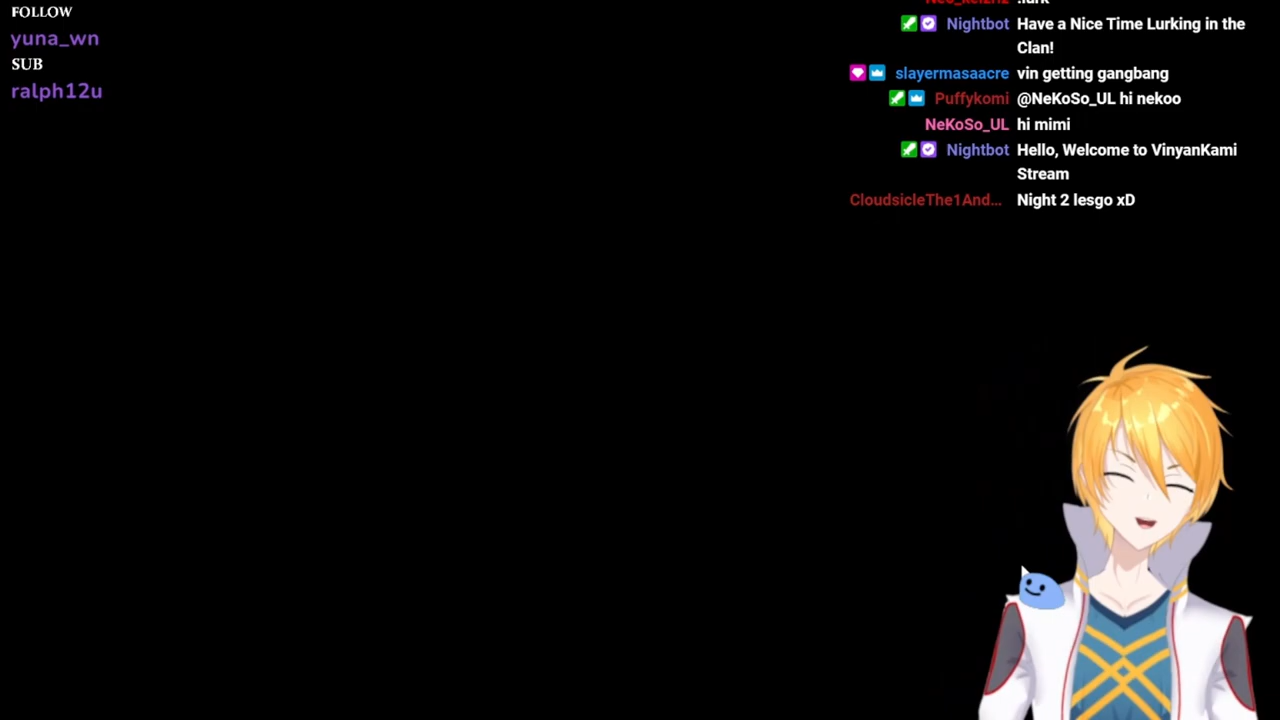 FOLLOW
yuna_wn
SUB
ralph12u
Nightbot Have a Nice Time Lurking in the
Clan!
slayermasaacre vin getting gangbang
Puffykomi @NeKoSo_UL hi nekoo
NeKoSo_UL hi mimi
Nightbot Hello, Welcome to VinyanKami
Stream
CloudsicleThe1And... Night 2 lesgo xD